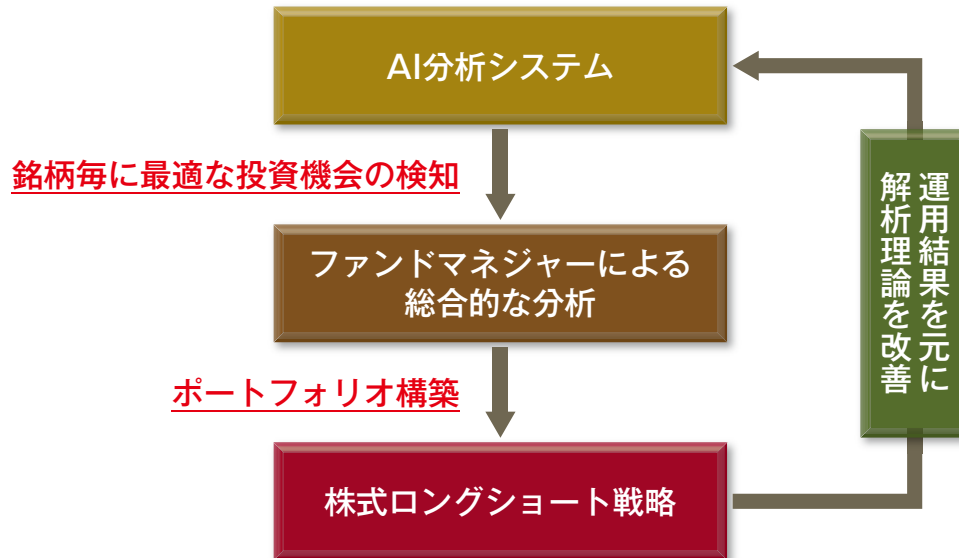 AI分析システム
銘柄毎に最適な投資機会の検知
ファンドマネジャーによる
総合的な分析
ポートフォリオ構築
株式ロングショート戦略
運用結果を元に
解析理論を改善